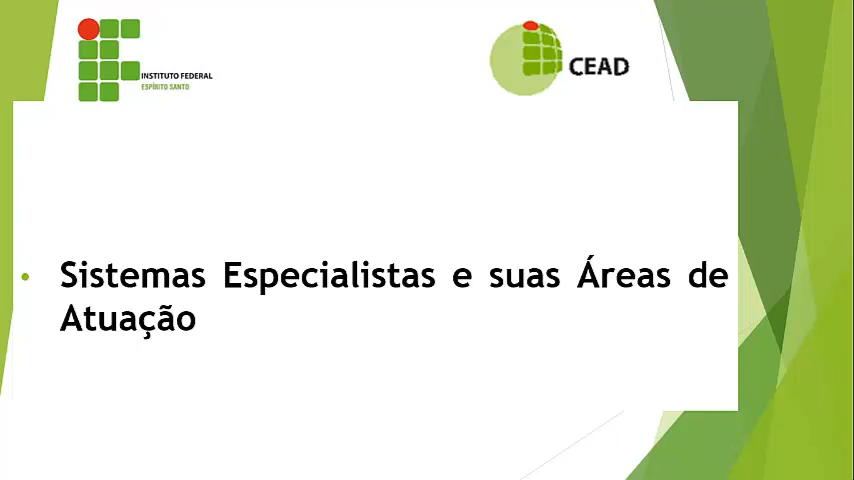 INSTITUTO FEDERAL
ESPÍRITO SANTO
CEAD
• Sistemas Especialistas e suas Áreas de
Atuação